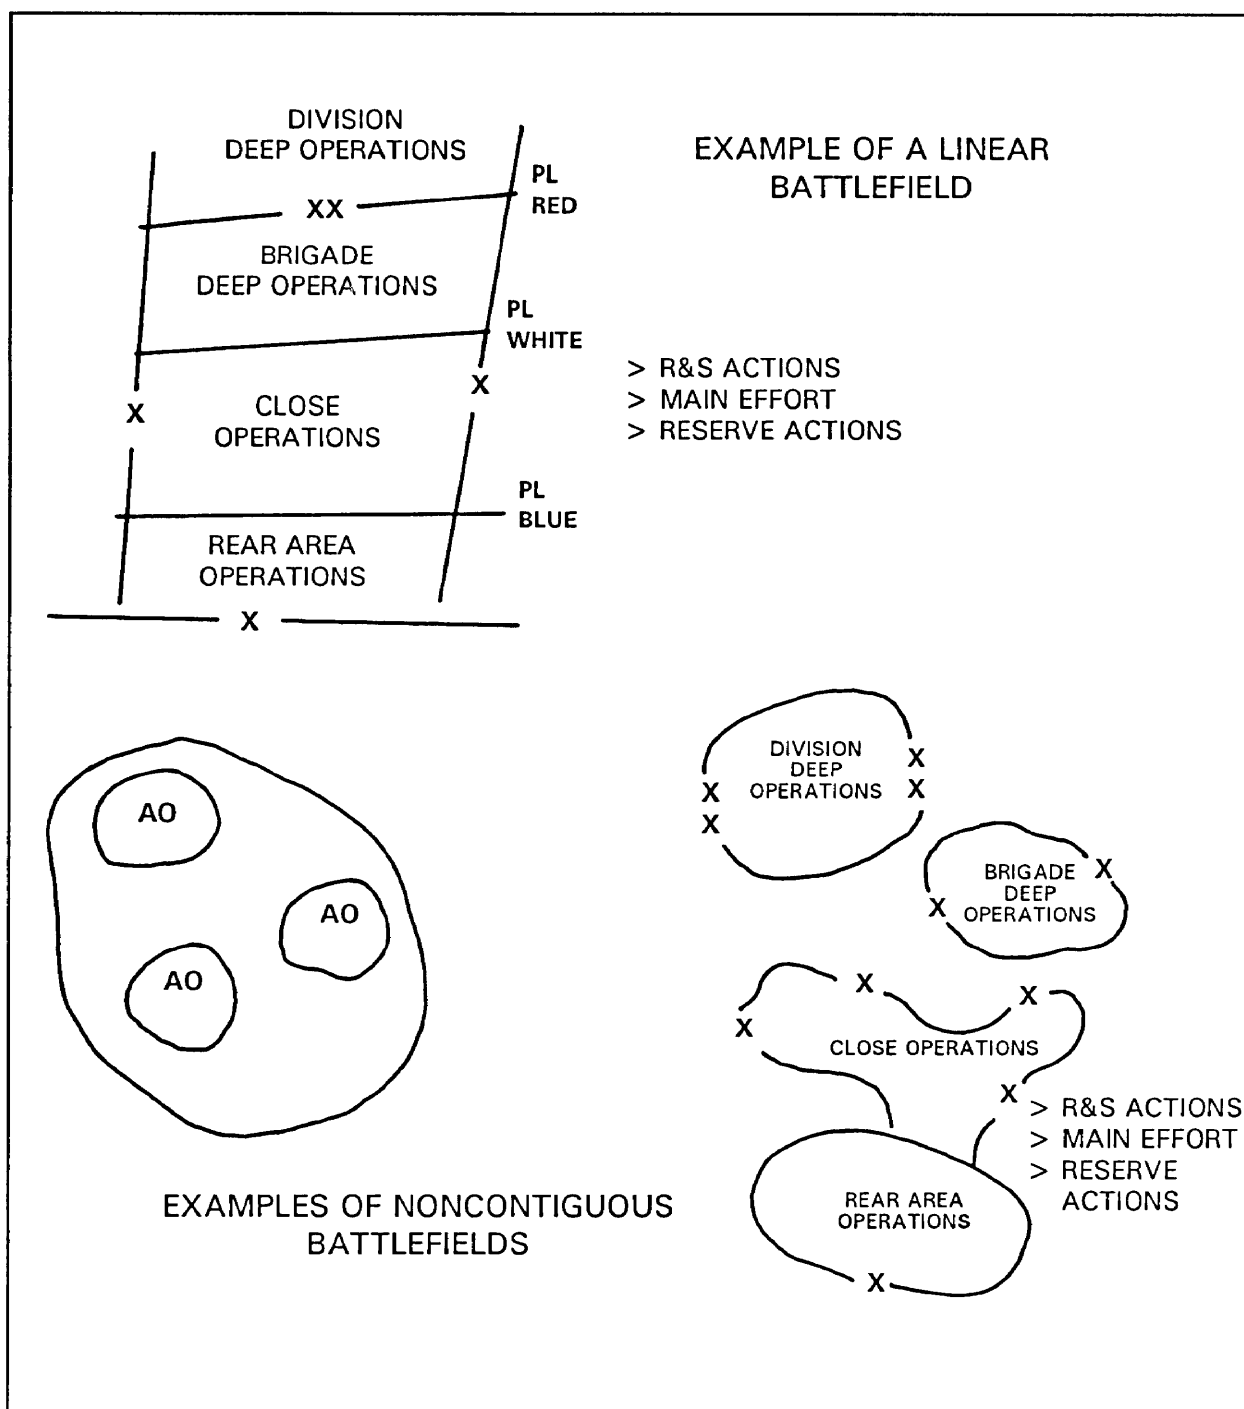 DIVISION
DEEP OPERATIONS
EXAMPLE OF A LINEAR
BATTLEFIELD
PL
RED
XX
BRIGADE
DEEP OPERATIONS
PL
WHITE
X
X
CLOSE
OPERATIONS
> R&S ACTIONS
> MAIN EFFORT
> RESERVE ACTIONS
PL
BLUE
REAR AREA
OPERATIONS
X
AO
AO
AO
EXAMPLES OF NONCONTIGUOUS
BATTLEFIELDS
DIVISION
DEEP
OPERATIONS
X
X
X
X
BRIGADE
DEEP
OPERATIONS
X
X
X
X
X
CLOSE OPERATIONS
X
> R&S ACTIONS
> MAIN EFFORT
> RESERVE
ACTIONS
REAR AREA
OPERATIONS
X